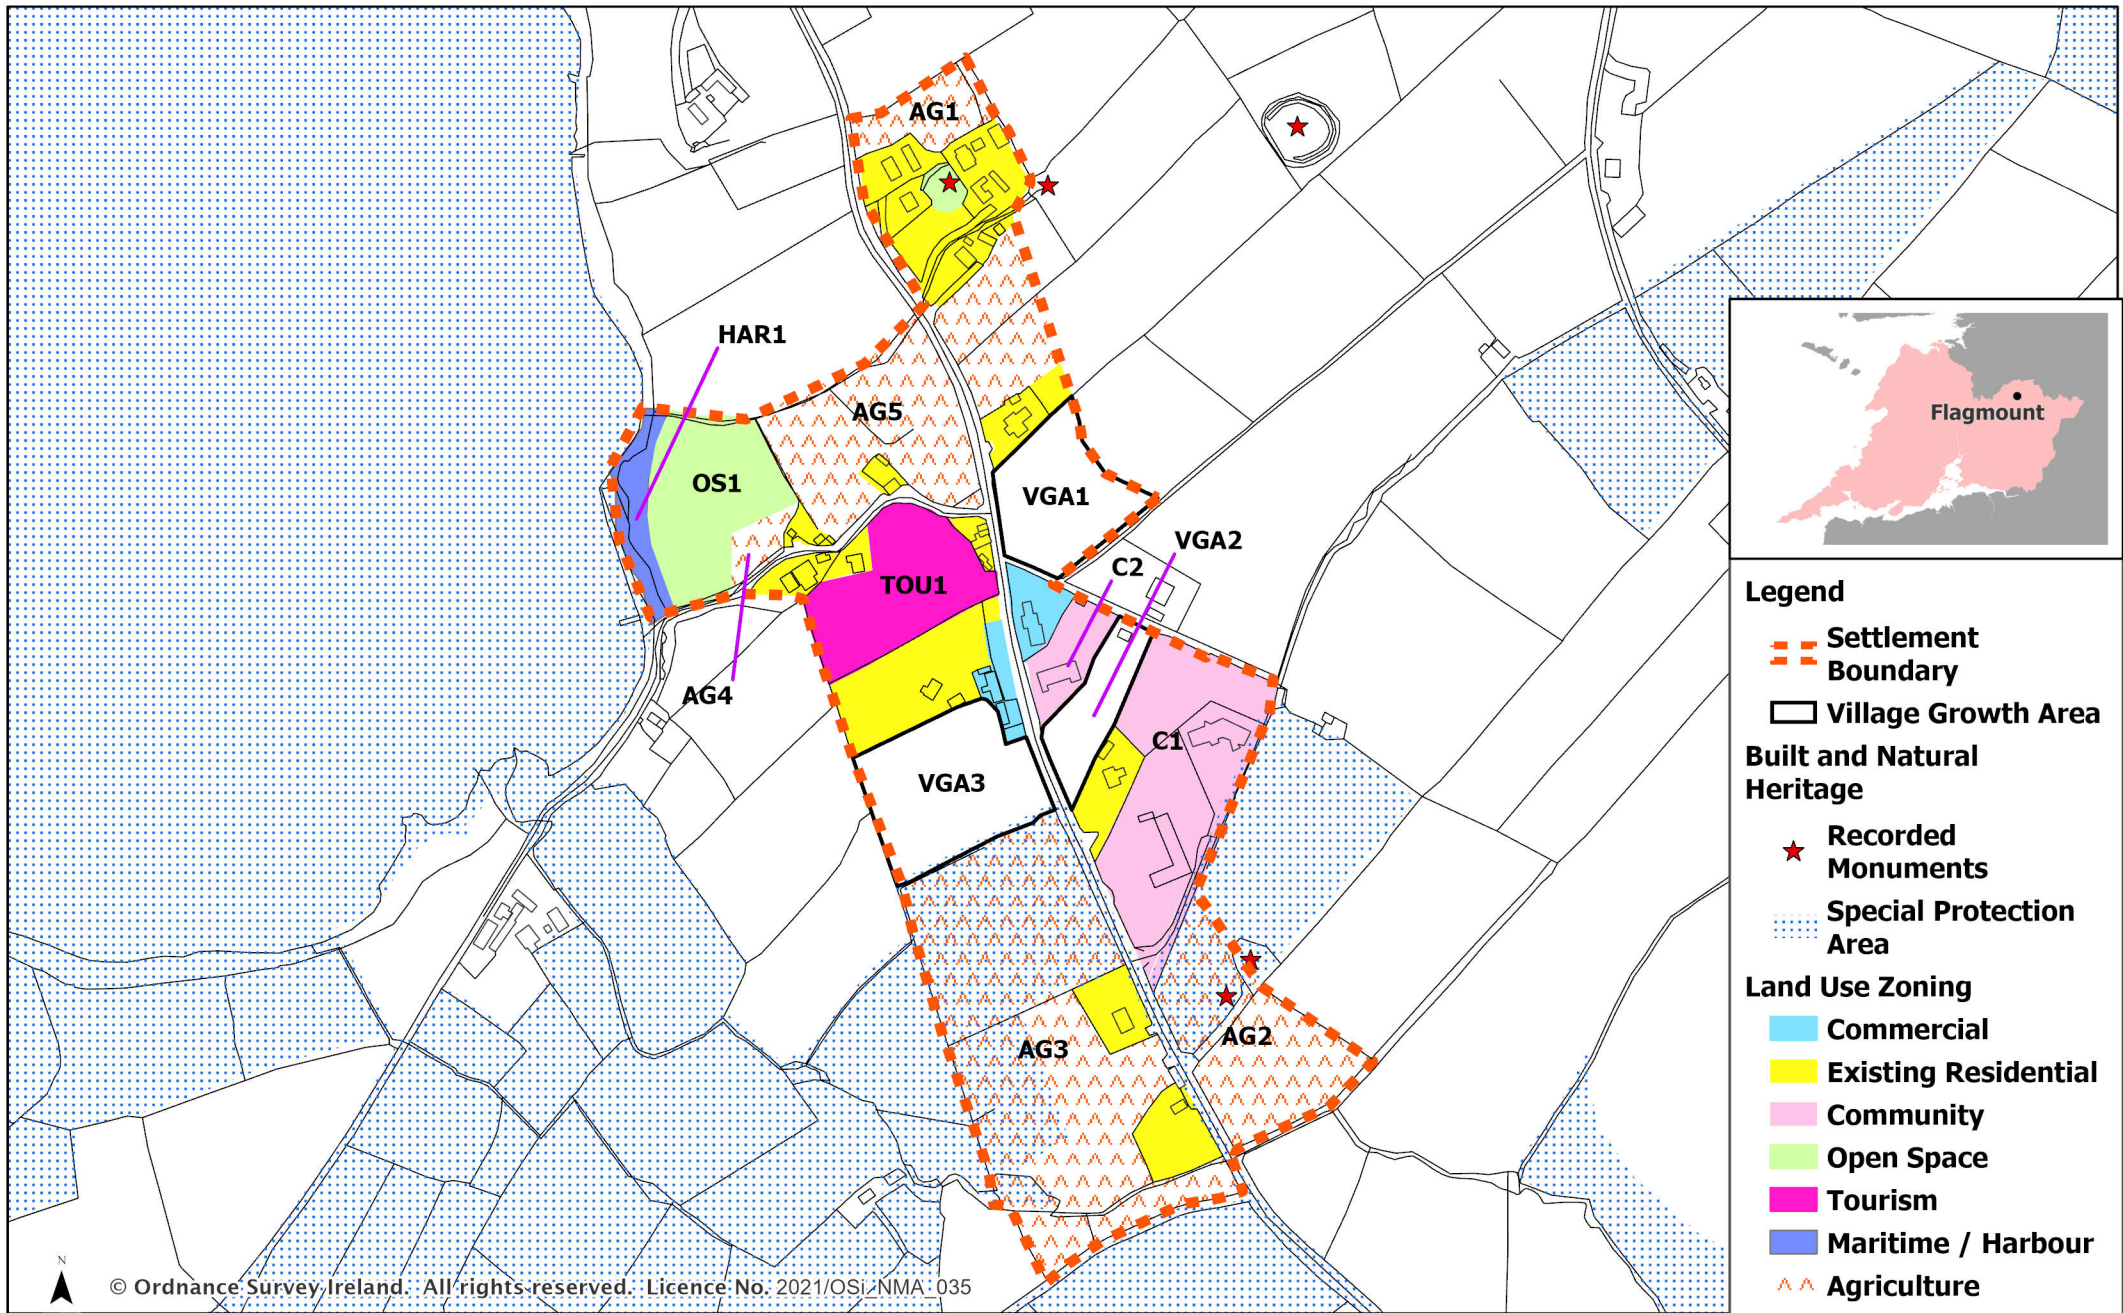 AG1
HAR1
AG5
OS1
VGA1
VGA2
C2
TOU1
AG4
C1
VGA3
AG2
AG3
Flagmount
Legend
Settlement
Boundary
Village Growth Area
Built and Natural
Heritage
Recorded
Monuments
Special Protection
Area
Land Use Zoning
Commercial
Existing Residential
Community
Open Space
Tourism
Maritime / Harbour
Agriculture
N
© Ordnance Survey Ireland. All rights reserved. Licence No. 2021/OSi_NMA_035